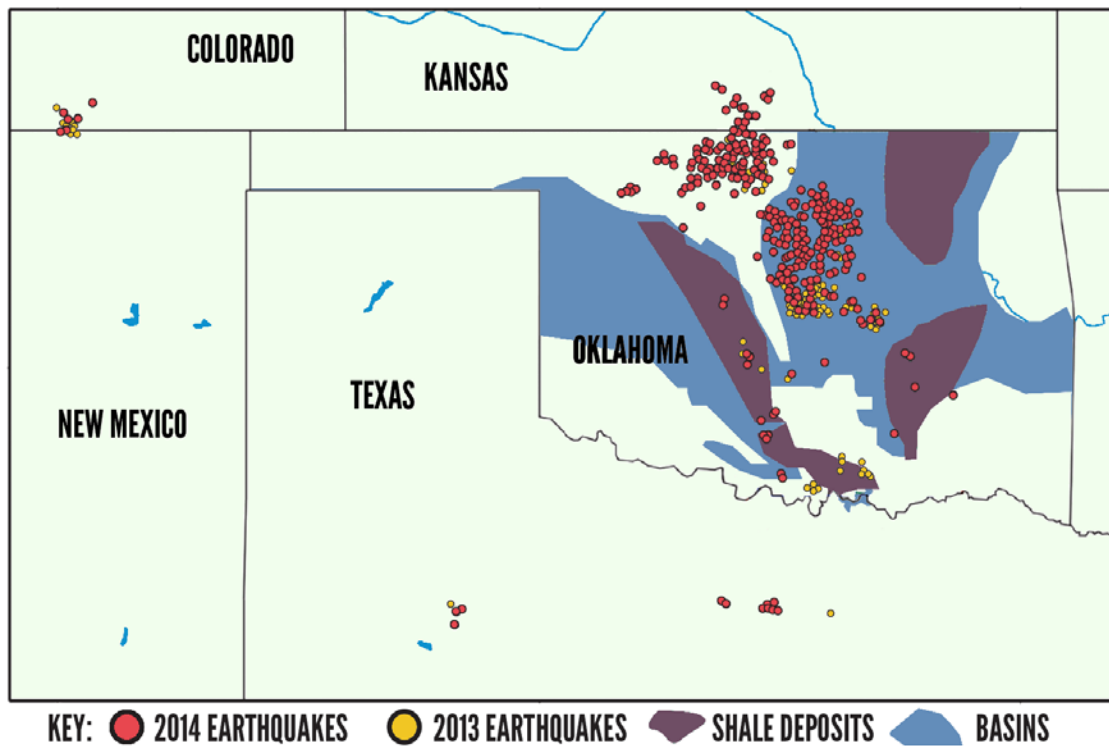 COLORADO
KANSAS
OKLAHOMA
TEXAS
NEW MEXICO
KEY: 2014 EARTHQUAKES 2013 EARTHQUAKES SHALE DEPOSITS BASINS